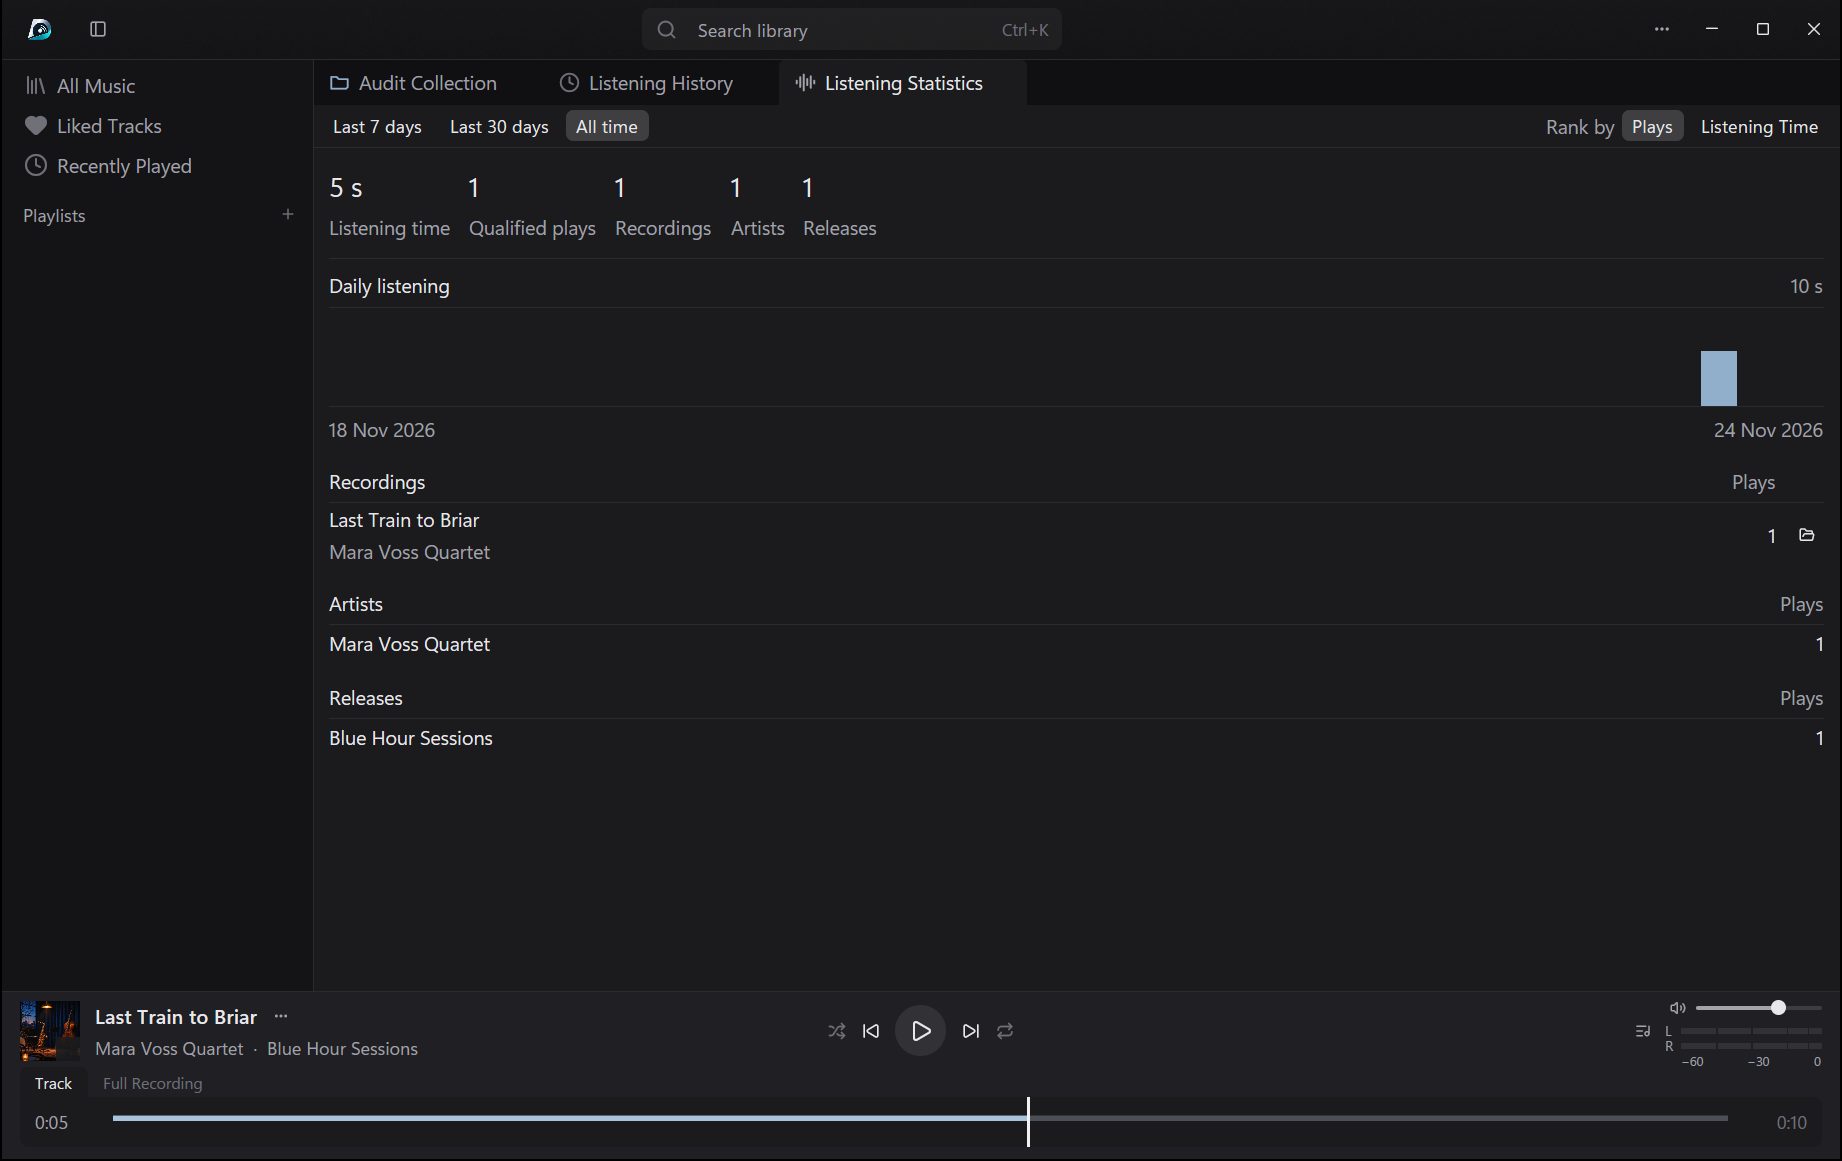 Search library Ctrl+K
All Music
Liked Tracks
Recently Played
Playlists
Audit Collection Listening History Listening Statistics
Last 7 days Last 30 days All time Rank by Plays Listening Time
5 s 1 1 1 1
Listening time Qualified plays Recordings Artists Releases
Daily listening 10 s
18 Nov 2026 24 Nov 2026
Recordings Plays
Last Train to Briar
Mara Voss Quartet
1
Artists Plays
Mara Voss Quartet 1
Releases Plays
Blue Hour Sessions 1
Last Train to Briar
Mara Voss Quartet · Blue Hour Sessions
L
R
−60 −30 0
Track Full Recording
0:05 0:10